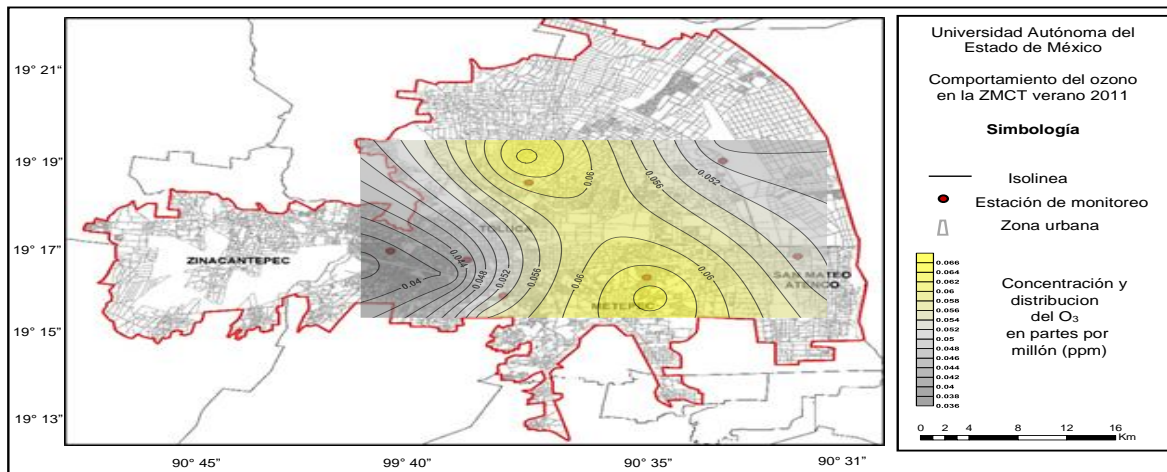 19° 21'
19° 19'
19° 17'
19° 15'
19° 13'
90° 45'
99° 40'
90° 35'
90° 31'
ZINACANTEPEC
TOLUCA
METEPEC
SAN MATEO
ATENCO
0.06
0.056
0.052
0.044
0.048
0.052
0.056
0.04
0.06
0.06
Universidad Autónoma del
Estado de México
Comportamiento del ozono
en la ZMCT verano 2011
Simbología
Isolinea
Estación de monitoreo
Zona urbana
0.066
0.064
0.062
0.06
0.058
0.056
0.054
0.052
0.05
0.048
0.046
0.044
0.042
0.04
0.038
0.036
Concentración y
distribucion
del O₃
en partes por
millón (ppm)
0 2 4 8 12 16
Km